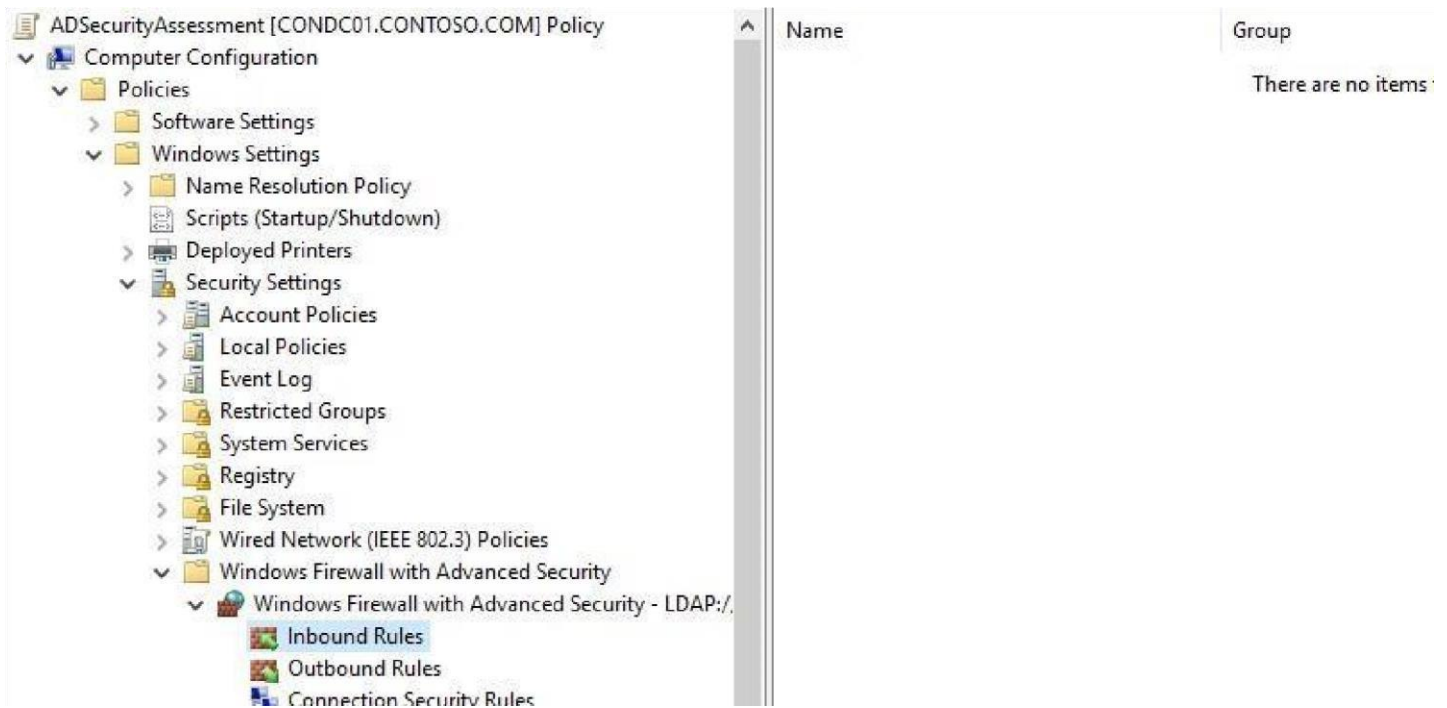 ADSecurityAssessment [CONDC01.CONTOSO.COM] Policy
Computer Configuration
Policies
Software Settings
Windows Settings
Name Resolution Policy
Scripts (Startup/Shutdown)
Deployed Printers
Security Settings
Account Policies
Local Policies
Event Log
Restricted Groups
System Services
Registry
File System
Wired Network (IEEE 802.3) Policies
Windows Firewall with Advanced Security
Windows Firewall with Advanced Security - LDAP:/
Inbound Rules
Outbound Rules
Connection Security Rules
Name Group
There are no items